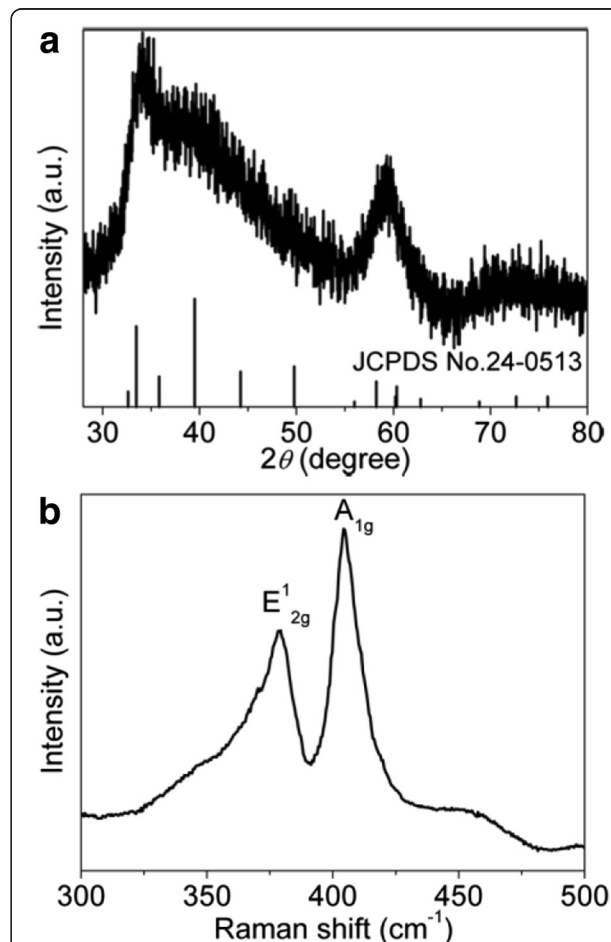 a
Intensity (a.u.)
JCPDS No.24-0513
30 40 50 60 70 80
2θ (degree)
b
A1g
E12g
Intensity (a.u.)
300 350 400 450 500
Raman shift (cm-1)